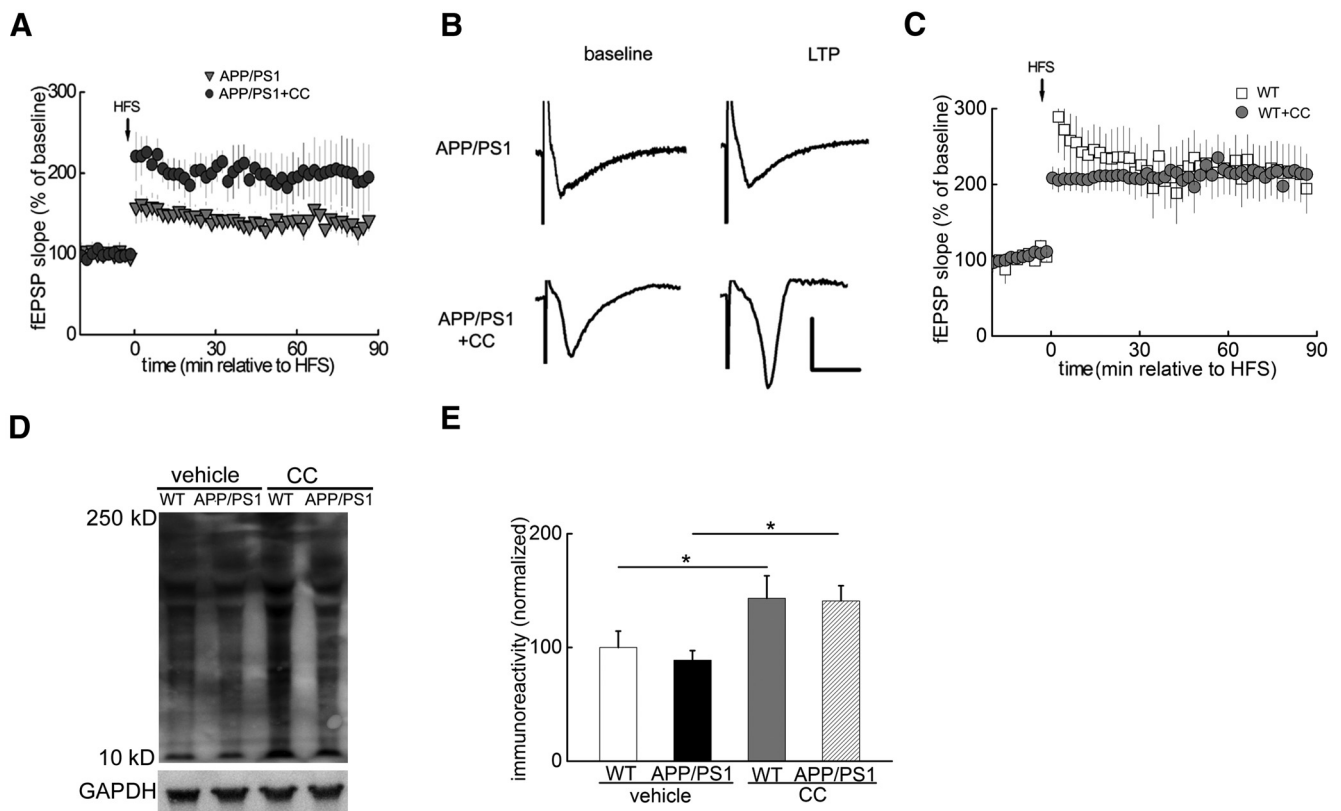 A
fEPSP slope (% of baseline)
300
200
100
0
HFS
APP/PS1
APP/PS1+CC
0 30 60 90
time (min relative to HFS)
B
baseline LTP
APP/PS1
APP/PS1
+CC
C
fEPSP slope (% of baseline)
300
200
100
0
HFS
WT
WT+CC
0 30 60 90
time (min relative to HFS)
D
vehicle CC
WT APP/PS1 WT APP/PS1
250 kD
10 kD
GAPDH
E
immunoreactivity (normalized)
200
100
0
*
*
WT APP/PS1 WT APP/PS1
vehicle CC